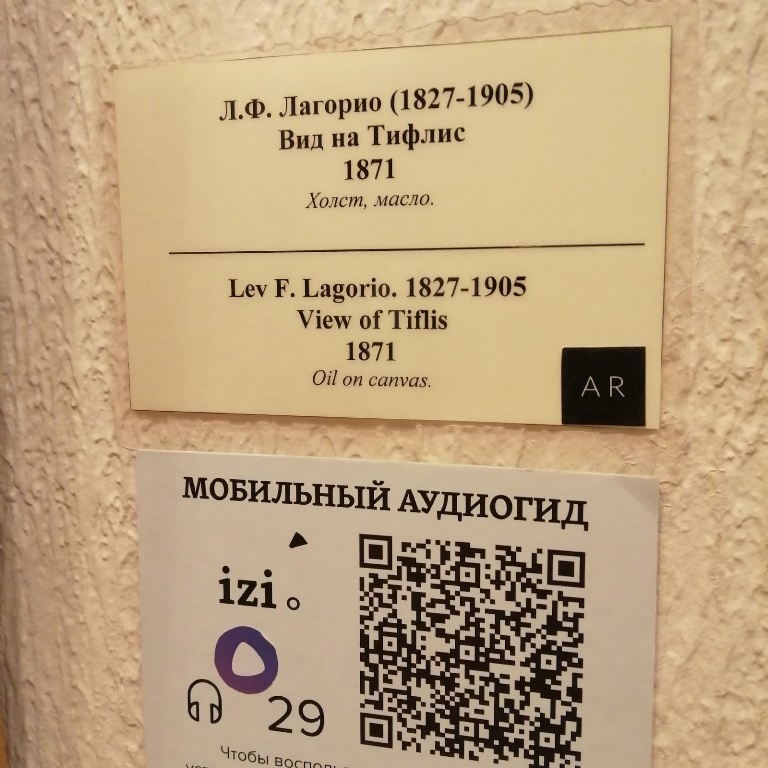 Л.Ф. Лагорио (1827-1905)
Вид на Тифлис
1871
Холст, масло.
Lev F. Lagorio. 1827-1905
View of Tiflis
1871
Oil on canvas.
AR
МОБИЛЬНЫЙ АУДИОГИД
izi
29
Чтобы